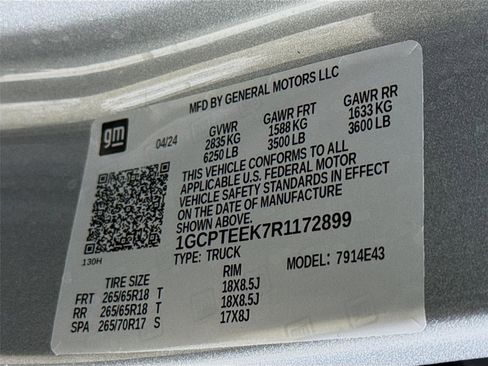 MFD BY GENERAL MOTORS LLC
gm
04/24
GVWR GAWR FRT GAWR RR
2835 KG 1588 KG 1633 KG
6250 LB 3500 LB 3600 LB
THIS VEHICLE CONFORMS TO ALL
APPLICABLE U.S. FEDERAL MOTOR
VEHICLE SAFETY STANDARDS IN EFFECT
ON THE DATE OF MANUFACTURE
SHOWN ABOVE.
1GCPTEEK7R1172899
TYPE: TRUCK MODEL: 7914E43
130H
TIRE SIZE RIM
FRT 265/65R18 T 18X8.5J
RR 265/65R18 T 18X8.5J
SPA 265/70R17 S 17X8J